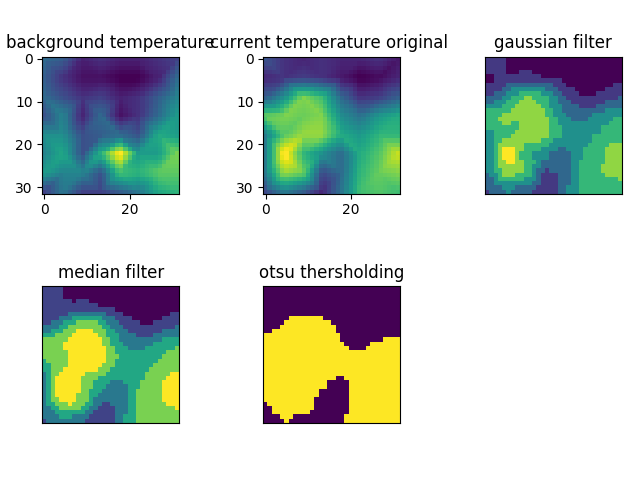 background temperature
current temperature original
gaussian filter
0
10
20
30
0
20
0
10
20
30
0
20
median filter
otsu thersholding